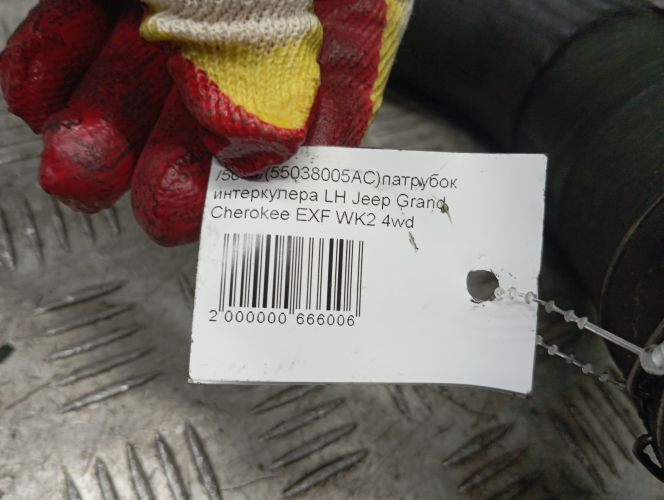 (55038005AC)патрубок
интеркулера LH Jeep Grand
Cherokee EXF WK2 4wd
2 000000 666006